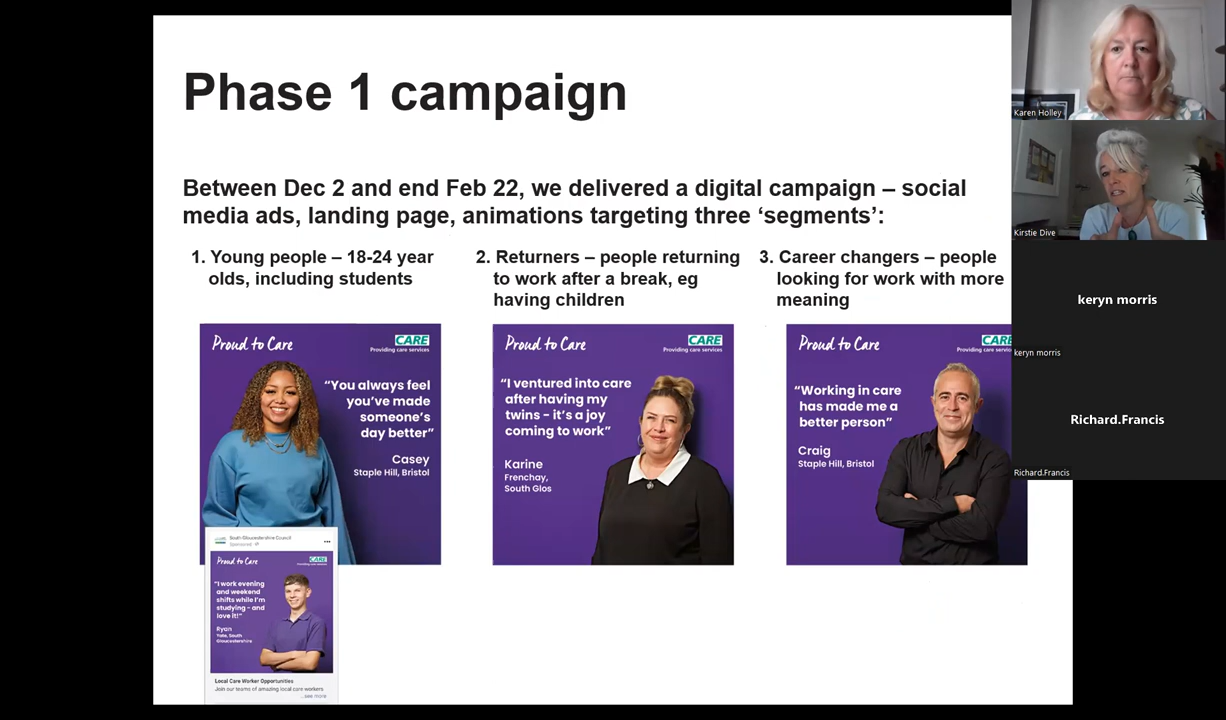 Phase 1 campaign
Between Dec 2 and end Feb 22, we delivered a digital campaign – social
media ads, landing page, animations targeting three ‘segments’:
1. Young people – 18-24 year
olds, including students
2. Returners – people returning
to work after a break, eg
having children
3. Career changers – people
looking for work with more
meaning
Proud to Care
CARE
Providing care services
“You always feel
you’ve made
someone’s
day better”
Casey
Staple Hill, Bristol
Proud to Care
CARE
Providing care services
“I ventured into care
after having my
twins – it’s a joy
coming to work”
Karine
Frenchay,
South Glos
Proud to Care
“Working in care
has made me a
better person”
Craig
Staple Hill, Bristol
South Gloucestershire Council
Sponsored
Proud to Care
CARE
Providing care services
“I work evening
and weekend
shifts while I’m
studying – and
love it!”
Ryan
Yate, South
Gloucestershire
Local Care Worker Opportunities
Join our teams of amazing local care workers
...see more
Karen Holley
Kirstie Dive
keryn morris
keryn morris
Richard.Francis
Richard.Francis